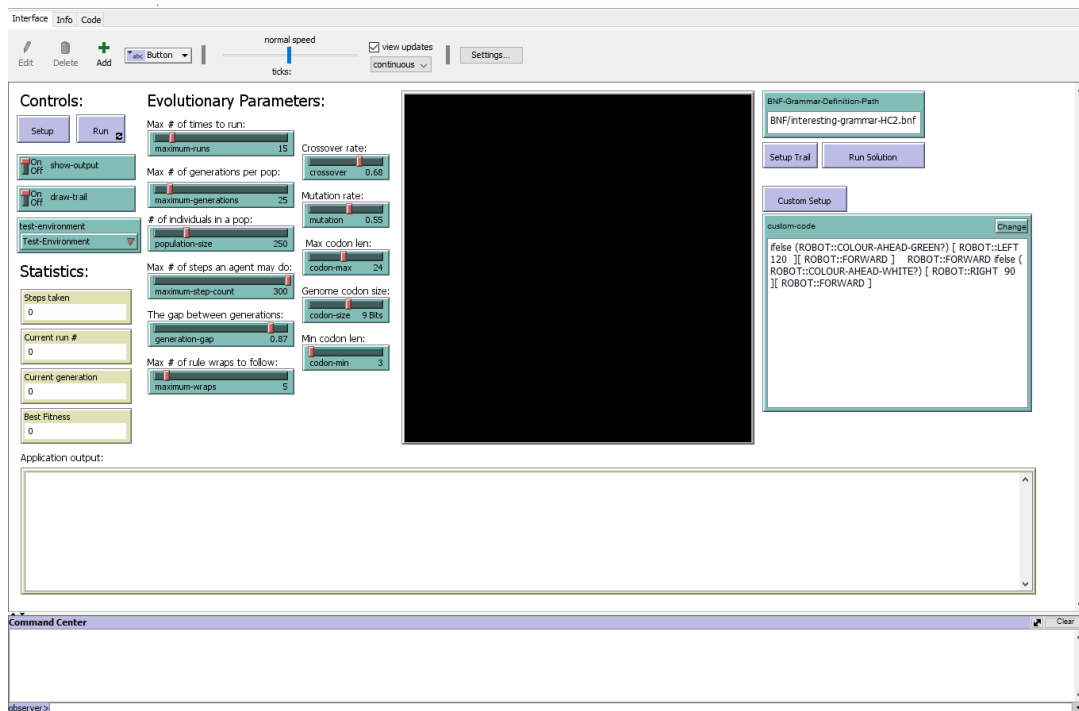 Interface Info Code
Edit Delete Add abc Button normal speed ticks: view updates continuous Settings...
Controls:
Setup Run
On Off show-output
On Off draw-trail
test-environment
Test-Environment
Statistics:
Steps taken
0
Current run #
0
Current generation
0
Best Fitness
0
Evolutionary Parameters:
Max # of times to run:
maximum-runs 15
Max # of generations per pop:
maximum-generations 25
# of individuals in a pop:
population-size 250
Max # of steps an agent may do:
maximum-step-count 300
The gap between generations:
generation-gap 0.87
Max # of rule wraps to follow:
maximum-wraps 5
Crossover rate:
crossover 0.68
Mutation rate:
mutation 0.55
Max codon len:
codon-max 24
Genome codon size:
codon-size 9 Bits
Min codon len:
codon-min 3
BNF-Grammar-Definition-Path
BNF/interesting-grammar-HC2.bnf
Setup Trail Run Solution
Custom Setup
custom-code Change
ifelse (ROBOT::COLOUR-AHEAD-GREEN?) [ ROBOT::LEFT
120 ][ ROBOT::FORWARD ] ROBOT::FORWARD ifelse (
ROBOT::COLOUR-AHEAD-WHITE?) [ ROBOT::RIGHT 90
][ ROBOT::FORWARD ]
Application output:
Command Center Clear
observer>